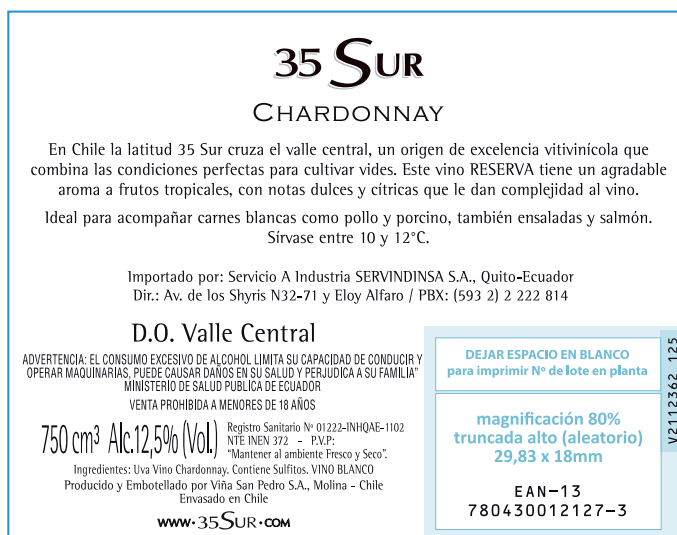 35 SUR
CHARDONNAY
En Chile la latitud 35 Sur cruza el valle central, un origen de excelencia vitivinícola que
combina las condiciones perfectas para cultivar vides. Este vino RESERVA tiene un agradable
aroma a frutos tropicales, con notas dulces y cítricas que le dan complejidad al vino.
Ideal para acompañar carnes blancas como pollo y porcino, también ensaladas y salmón.
Sírvase entre 10 y 12°C.
Importado por: Servicio A Industria SERVINDINSA S.A., Quito-Ecuador
Dir.: Av. de los Shyris N32-71 y Eloy Alfaro / PBX: (593 2) 2 222 814
D.O. Valle Central
ADVERTENCIA: EL CONSUMO EXCESIVO DE ALCOHOL LIMITA SU CAPACIDAD DE CONDUCIR Y
OPERAR MAQUINARIAS, PUEDE CAUSAR DAÑOS EN SU SALUD Y PERJUDICA A SU FAMILIA"
MINISTERIO DE SALUD PUBLICA DE ECUADOR
VENTA PROHIBIDA A MENORES DE 18 AÑOS
750 cm³ Alc.12,5% (Vol.)
Registro Sanitario Nº 01222-INHQAE-1102
NTE INEN 372 - P.V.P:
"Mantener al ambiente Fresco y Seco".
Ingredientes: Uva Vino Chardonnay. Contiene Sulfitos. VINO BLANCO
Producido y Embotellado por Viña San Pedro S.A., Molina - Chile
Envasado en Chile
WWW·35SUR·COM
DEJAR ESPACIO EN BLANCO
para imprimir Nº de lote en planta
magnificación 80%
truncada alto (aleatorio)
29,83 x 18mm
EAN-13
780430012127-3
V2112362 125